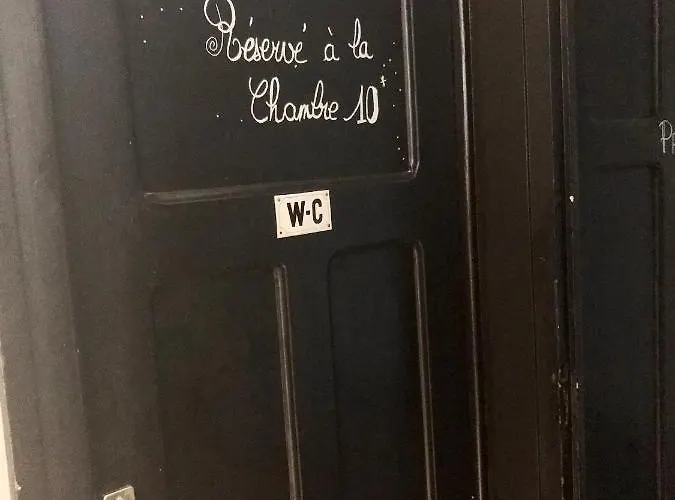 Réservé à la
Chambre 10
W-C